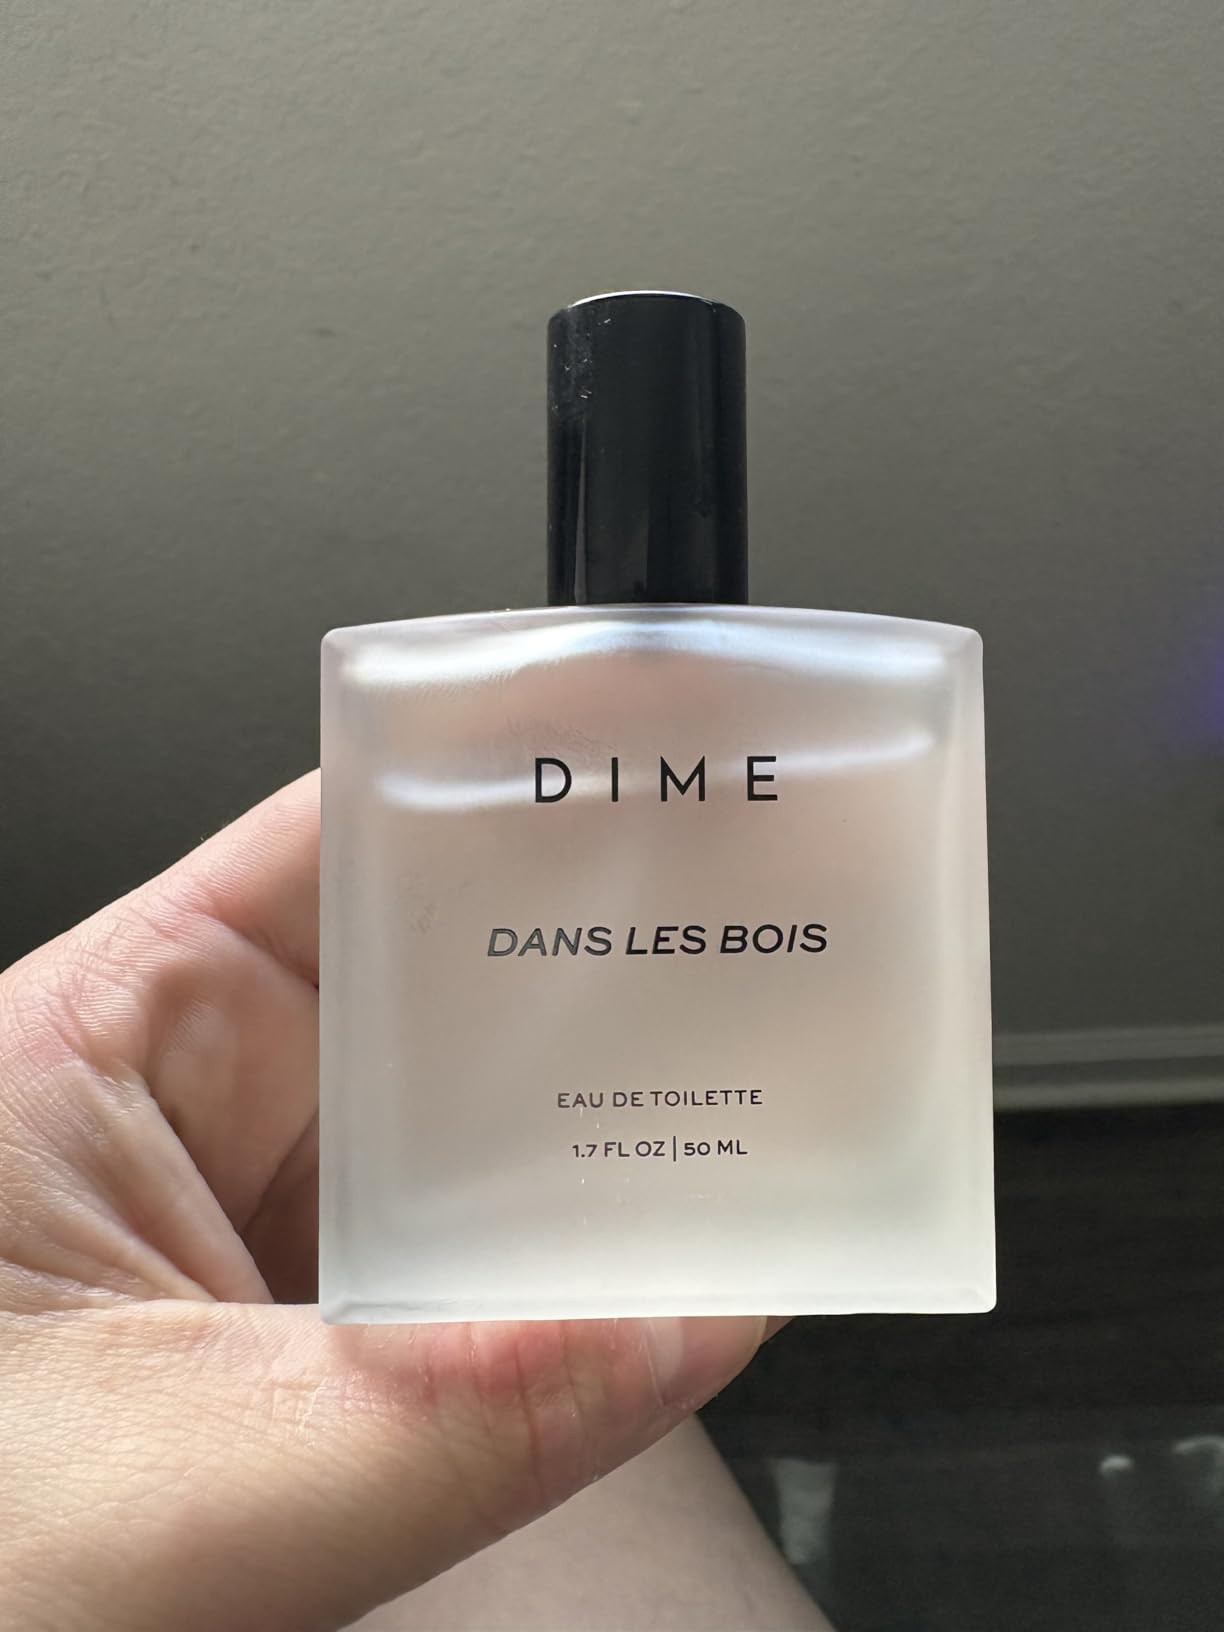 DIME
DANS LES BOIS
EAU DE TOILETTE
1.7 FL OZ | 50 ML